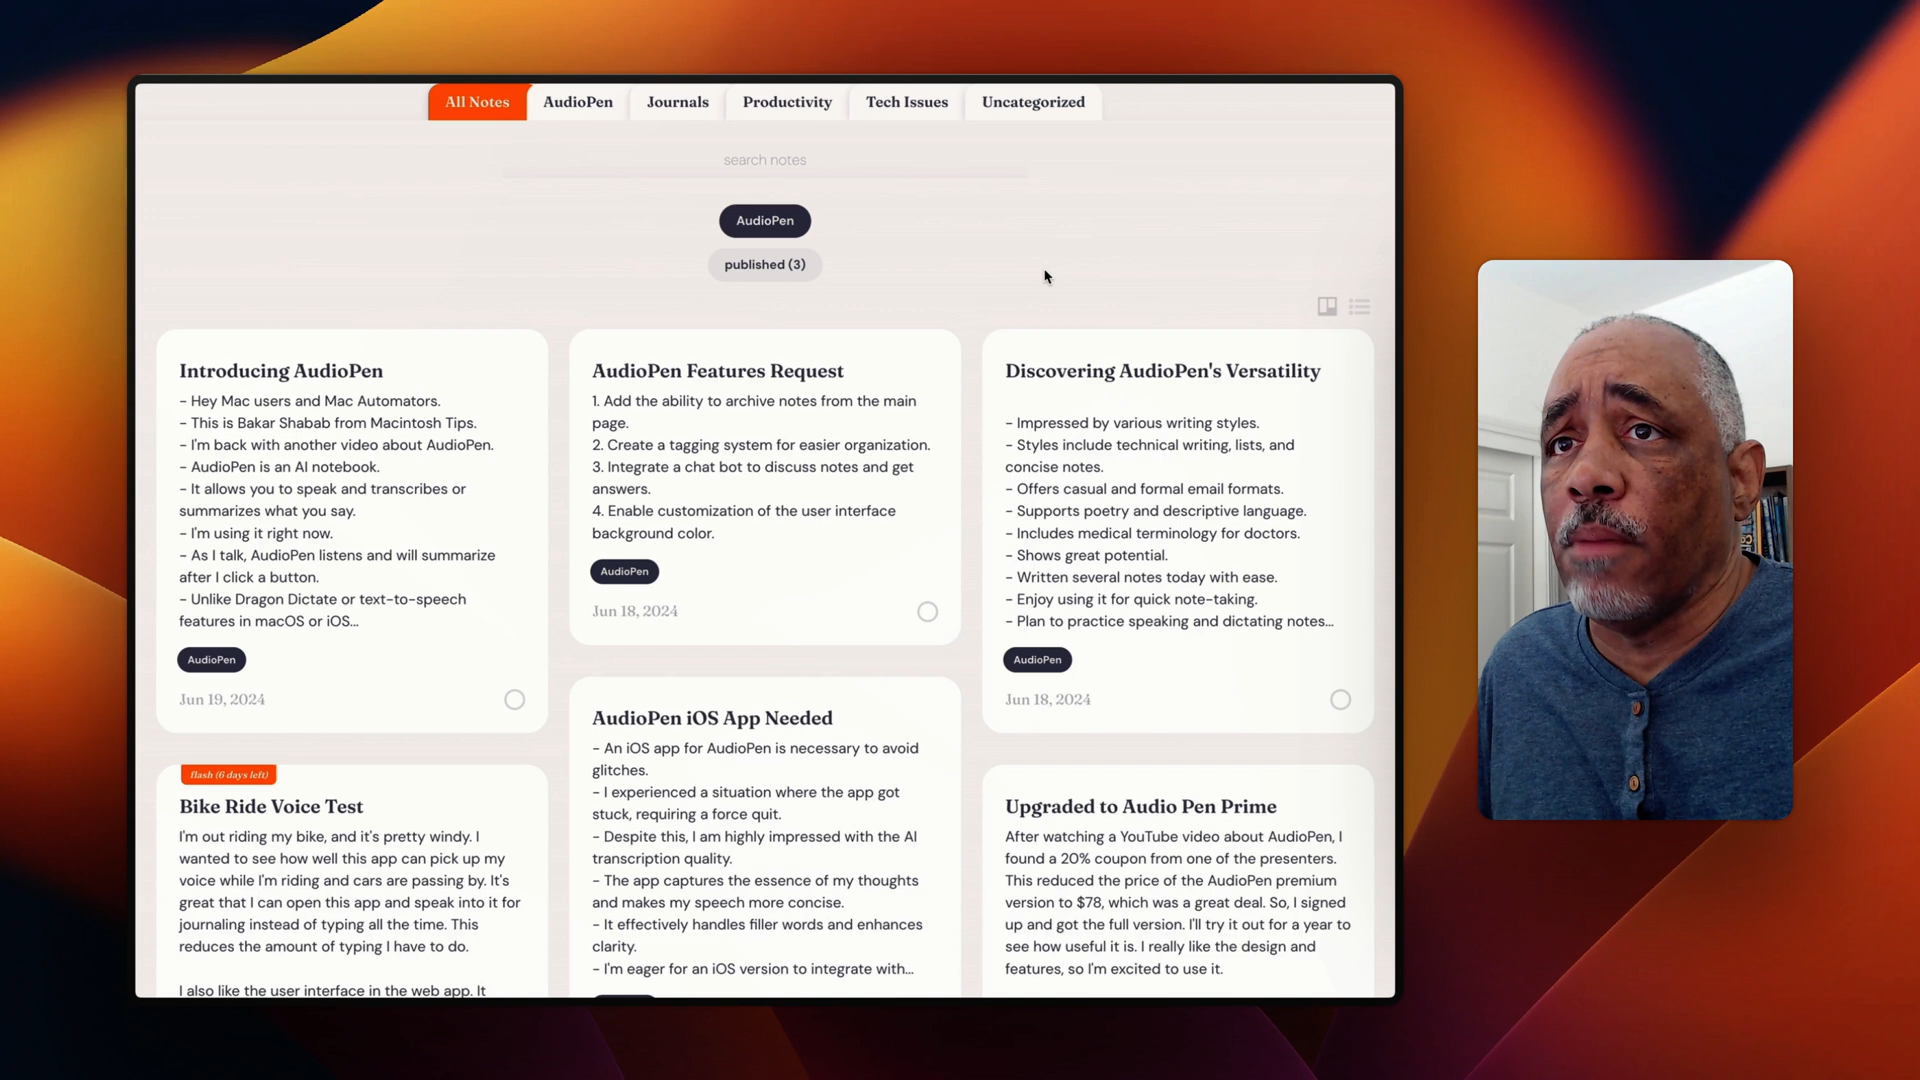 All Notes
AudioPen
Journals
Productivity
Tech Issues
Uncategorized
search notes
AudioPen
published (3)
Introducing AudioPen
- Hey Mac users and Mac Automators.
- This is Bakar Shabab from Macintosh Tips.
- I'm back with another video about AudioPen.
- AudioPen is an AI notebook.
- It allows you to speak and transcribes or
summarizes what you say.
- I'm using it right now.
- As I talk, AudioPen listens and will summarize
after I click a button.
- Unlike Dragon Dictate or text-to-speech
features in macOS or iOS...
AudioPen
Jun 19, 2024
flash (6 days left)
Bike Ride Voice Test
I'm out riding my bike, and it's pretty windy. I
wanted to see how well this app can pick up my
voice while I'm riding and cars are passing by. It's
great that I can open this app and speak into it for
journaling instead of typing all the time. This
reduces the amount of typing I have to do.
I also like the user interface in the web app. It
AudioPen Features Request
1. Add the ability to archive notes from the main
page.
2. Create a tagging system for easier organization.
3. Integrate a chat bot to discuss notes and get
answers.
4. Enable customization of the user interface
background color.
AudioPen
Jun 18, 2024
AudioPen iOS App Needed
- An iOS app for AudioPen is necessary to avoid
glitches.
- I experienced a situation where the app got
stuck, requiring a force quit.
- Despite this, I am highly impressed with the AI
transcription quality.
- The app captures the essence of my thoughts
and makes my speech more concise.
- It effectively handles filler words and enhances
clarity.
- I'm eager for an iOS version to integrate with...
Discovering AudioPen's Versatility
- Impressed by various writing styles.
- Styles include technical writing, lists, and
concise notes.
- Offers casual and formal email formats.
- Supports poetry and descriptive language.
- Includes medical terminology for doctors.
- Shows great potential.
- Written several notes today with ease.
- Enjoy using it for quick note-taking.
- Plan to practice speaking and dictating notes...
AudioPen
Jun 18, 2024
Upgraded to Audio Pen Prime
After watching a YouTube video about AudioPen, I
found a 20% coupon from one of the presenters.
This reduced the price of the AudioPen premium
version to $78, which was a great deal. So, I signed
up and got the full version. I'll try it out for a year to
see how useful it is. I really like the design and
features, so I'm excited to use it.